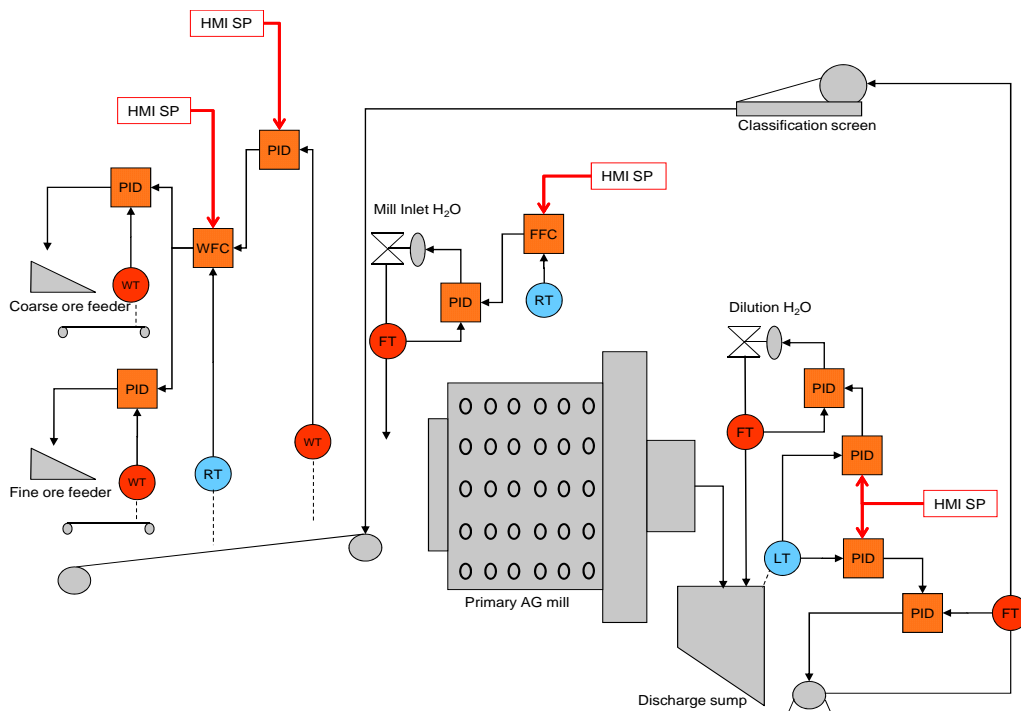 HMI SP
HMI SP
PID
PID
WFC
WT
Coarse ore feeder
PID
WT
Fine ore feeder
RT
WT
Classification screen
HMI SP
Mill Inlet H₂O
FFC
PID
RT
FT
Primary AG mill
Dilution H₂O
PID
FT
PID
HMI SP
LT
PID
PID
FT
Discharge sump